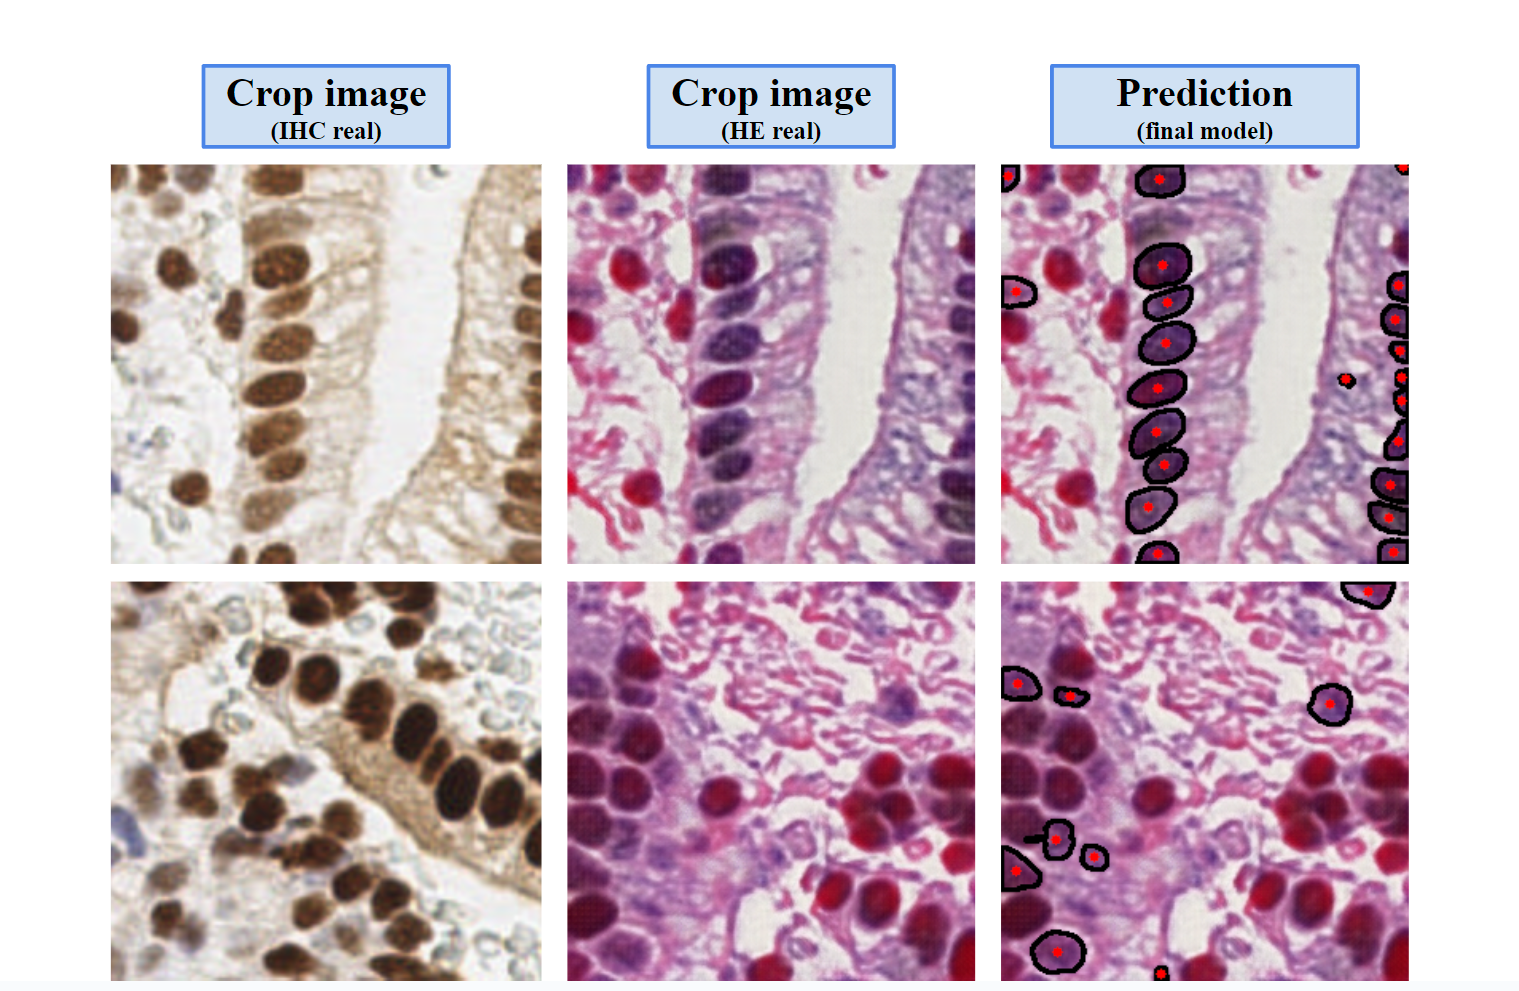 Crop image
(IHC real)
Crop image
(HE real)
Prediction
(final model)